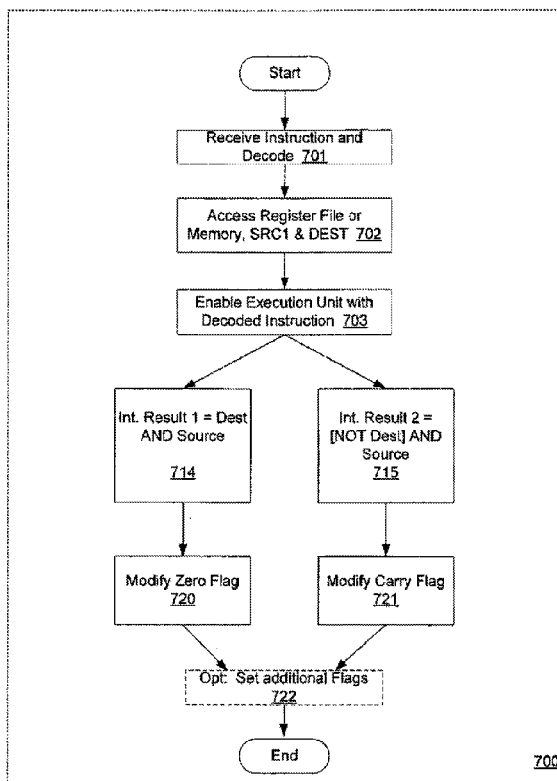 Start
Receive Instruction and
Decode 701
Access Register File or
Memory, SRC1 & DEST 702
Enable Execution Unit with
Decoded Instruction 703
Int. Result 1 = Dest
AND Source
714
Int. Result 2 =
[NOT Dest] AND
Source
715
Modify Zero Flag
720
Modify Carry Flag
721
Opt: Set additional Flags
722
End
700